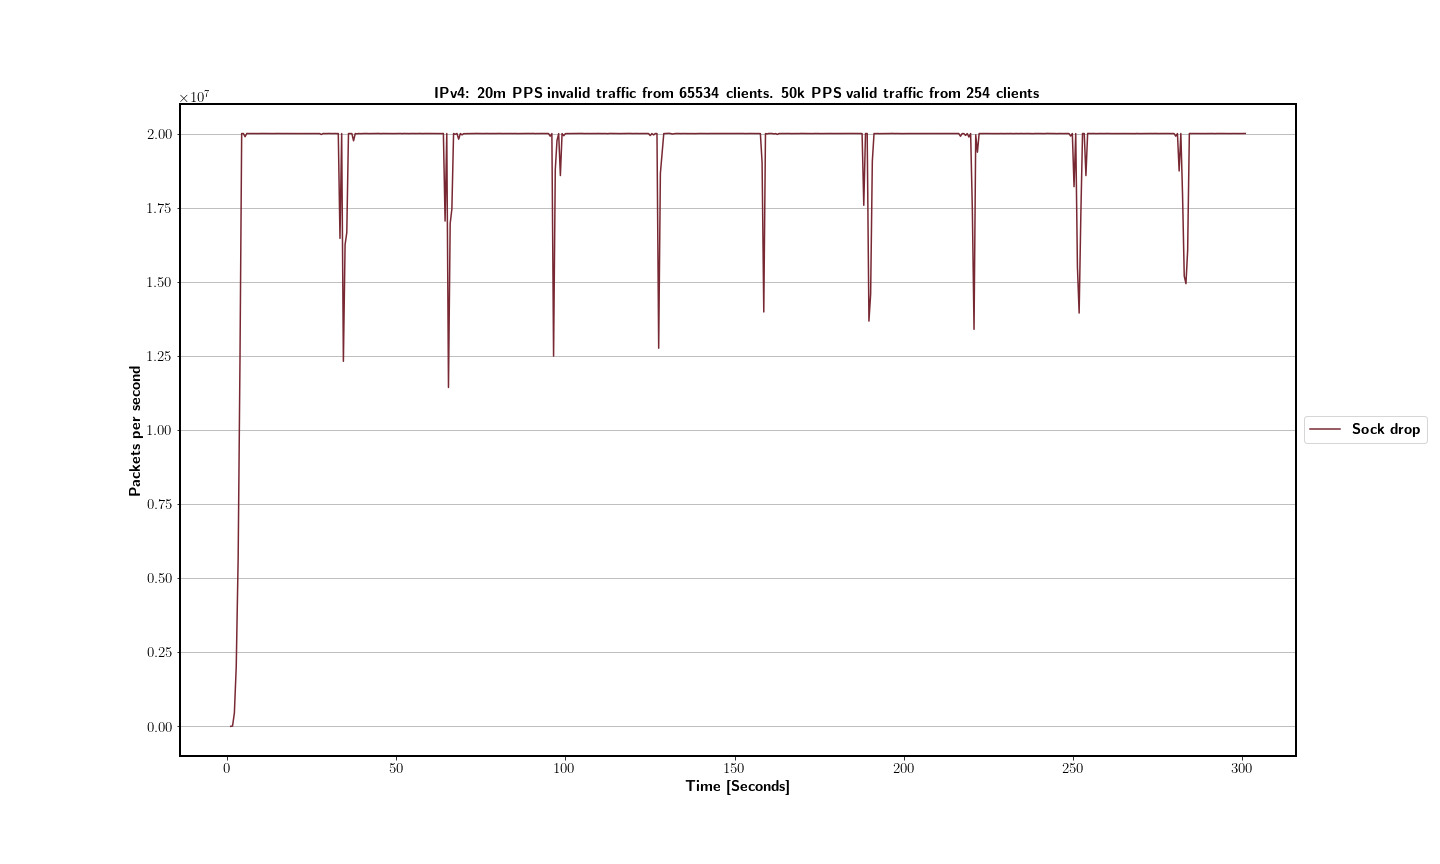 IPv4: 20m PPS invalid traffic from 65534 clients. 50k PPS valid traffic from 254 clients
×10⁷
2.00
1.75
1.50
1.25
1.00
0.75
0.50
0.25
0.00
Packets per second
0 50 100 150 200 250 300
Time [Seconds]
Sock drop